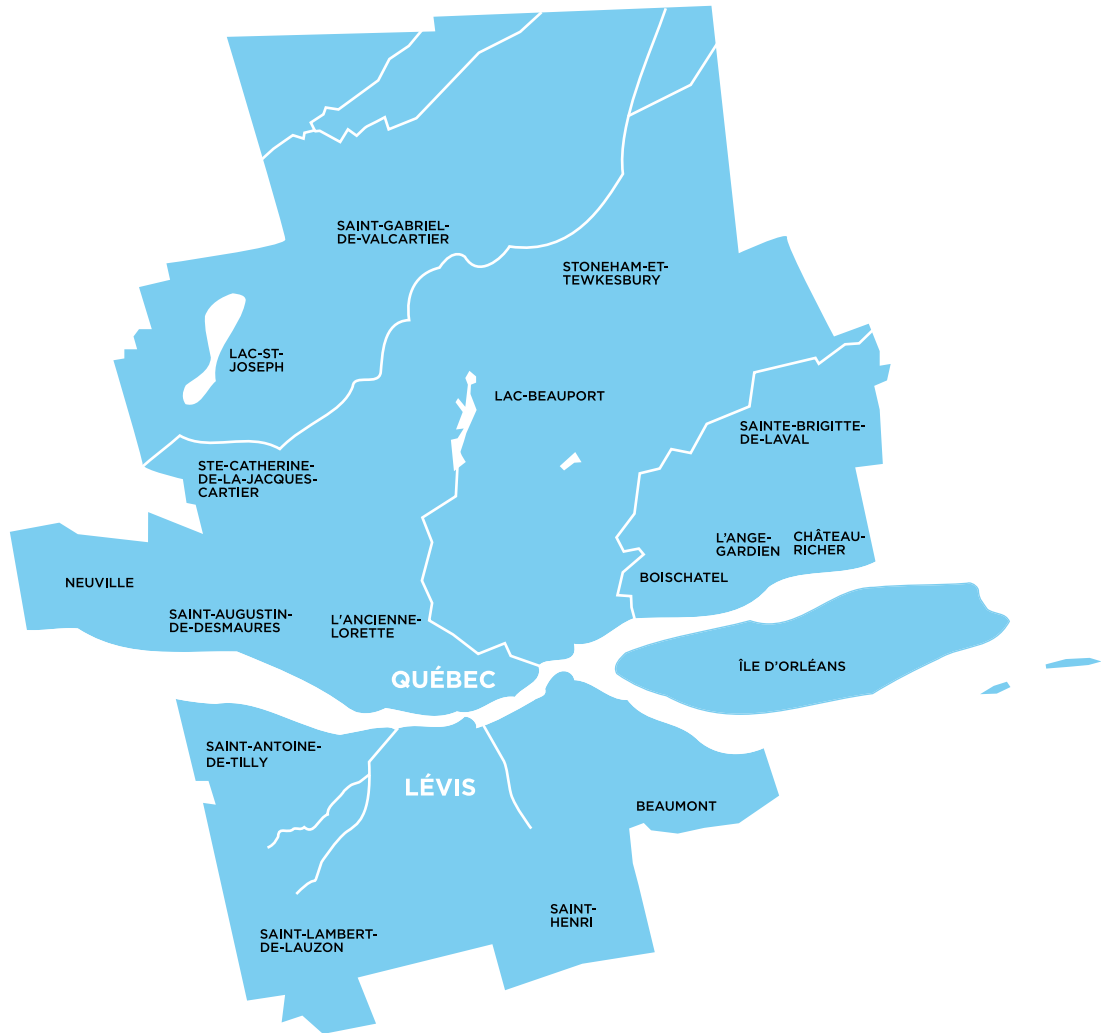 SAINT-GABRIEL-
DE-VALCARTIER
STONEHAM-ET-
TEWKESBURY
LAC-ST-
JOSEPH
LAC-BEAUPORT
SAINTE-BRIGITTE-
DE-LAVAL
STE-CATHERINE-
DE-LA-JACQUES-
CARTIER
L'ANGE-
GARDIEN
CHÂTEAU-
RICHER
BOISCHATEL
NEUVILLE
SAINT-AUGUSTIN-
DE-DESMAURES
L'ANCIENNE-
LORETTE
QUÉBEC
ÎLE D'ORLÉANS
SAINT-ANTOINE-
DE-TILLY
LÉVIS
BEAUMONT
SAINT-
HENRI
SAINT-LAMBERT-
DE-LAUZON